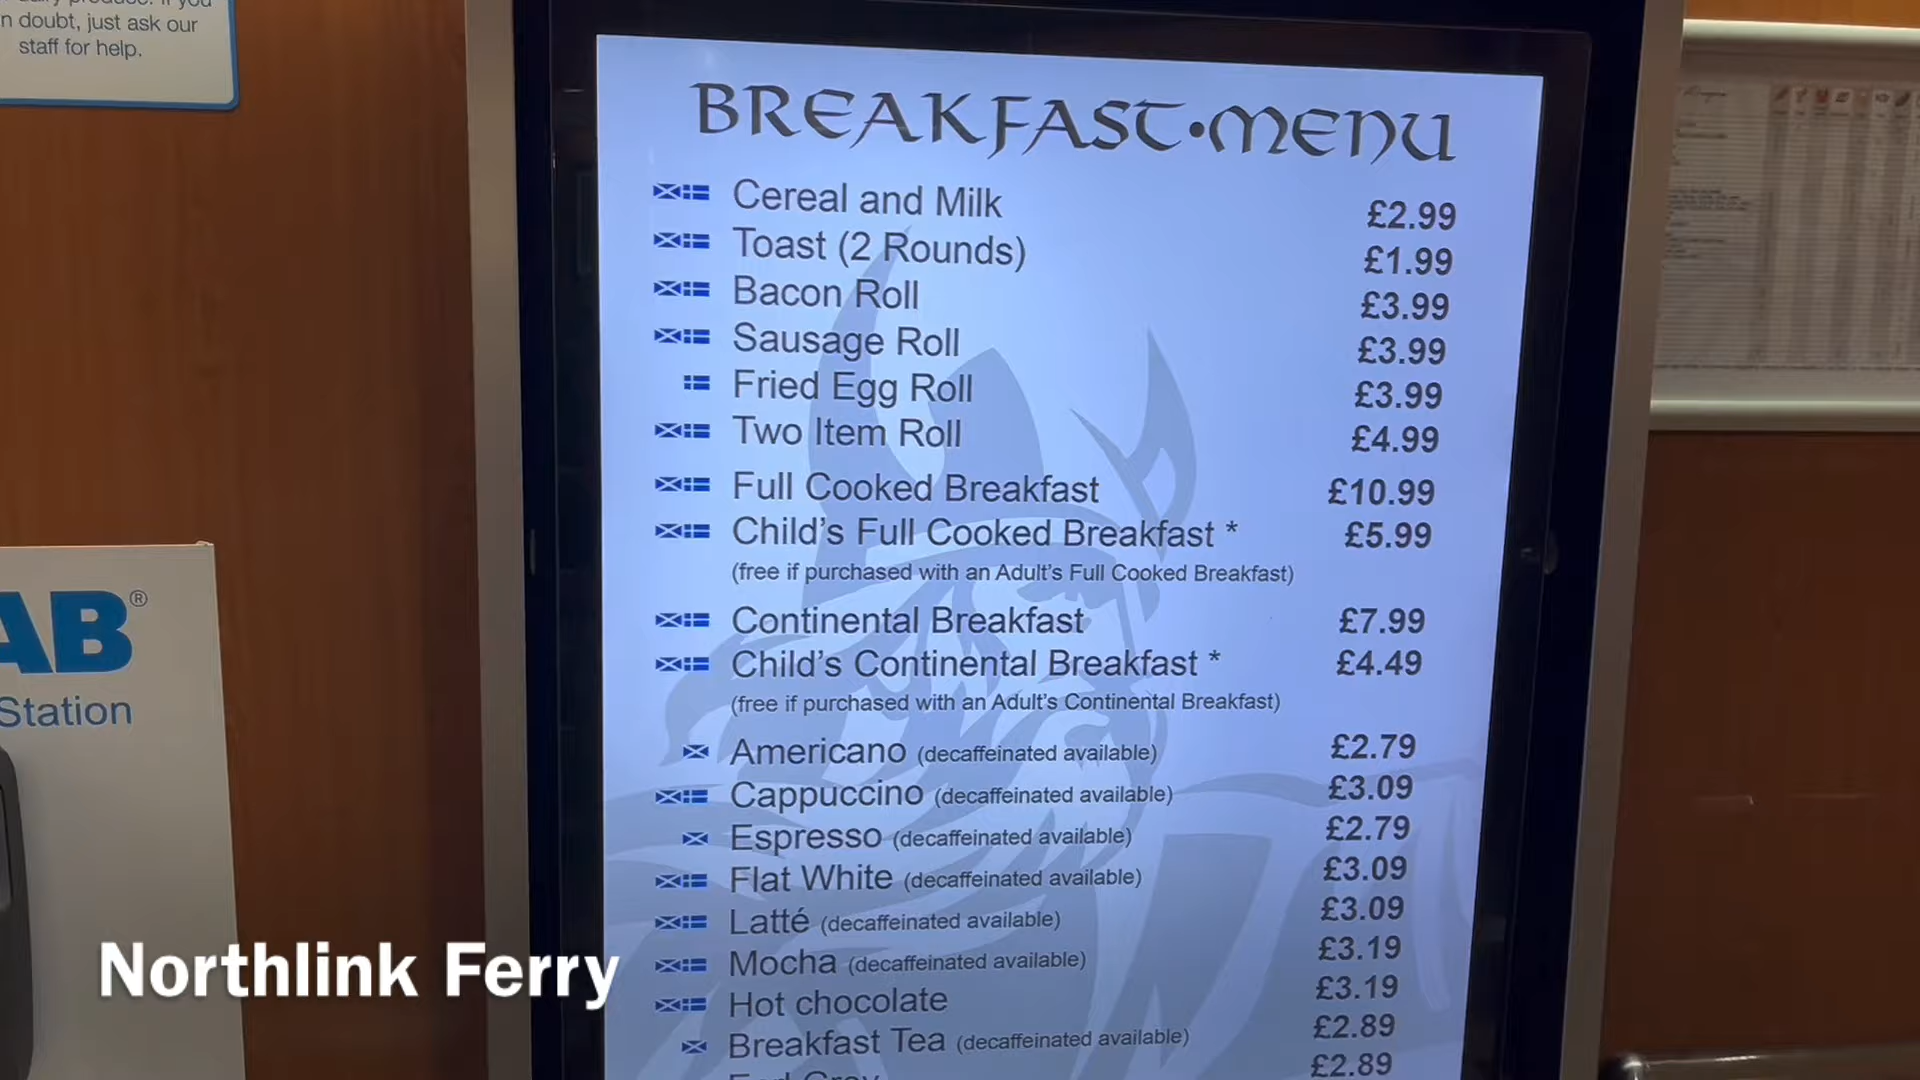 n doubt, just ask our
staff for help.
BREAKFAST•MENU
Cereal and Milk £2.99
Toast (2 Rounds) £1.99
Bacon Roll £3.99
Sausage Roll £3.99
Fried Egg Roll £3.99
Two Item Roll £4.99
Full Cooked Breakfast £10.99
Child's Full Cooked Breakfast * £5.99
(free if purchased with an Adult's Full Cooked Breakfast)
Continental Breakfast £7.99
Child's Continental Breakfast * £4.49
(free if purchased with an Adult's Continental Breakfast)
Americano (decaffeinated available) £2.79
Cappuccino (decaffeinated available) £3.09
Espresso (decaffeinated available) £2.79
Flat White (decaffeinated available) £3.09
Latté (decaffeinated available) £3.09
Mocha (decaffeinated available) £3.19
Hot chocolate £3.19
Breakfast Tea (decaffeinated available) £2.89
£2.89
AB®
Station
Northlink Ferry